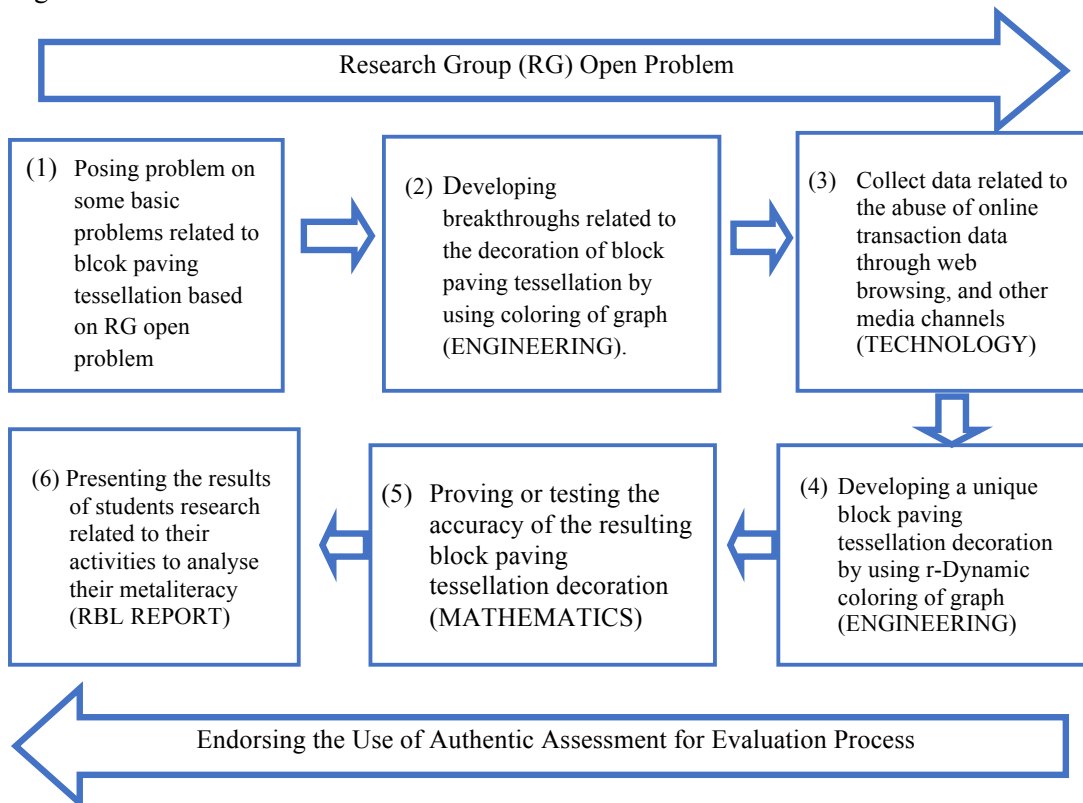 Research Group (RG) Open Problem
(1) Posing problem on
some basic
problems related to
blcok paving
tessellation based
on RG open
problem
(2) Developing
breakthroughs related to
the decoration of block
paving tessellation by
using coloring of graph
(ENGINEERING).
(3) Collect data related to
the abuse of online
transaction data
through web
browsing, and other
media channels
(TECHNOLOGY)
(4) Developing a unique
block paving
tessellation decoration
by using r-Dynamic
coloring of graph
(ENGINEERING)
(5) Proving or testing the
accuracy of the resulting
block paving
tessellation decoration
(MATHEMATICS)
(6) Presenting the results
of students research
related to their
activities to analyse
their metaliteracy
(RBL REPORT)
Endorsing the Use of Authentic Assessment for Evaluation Process